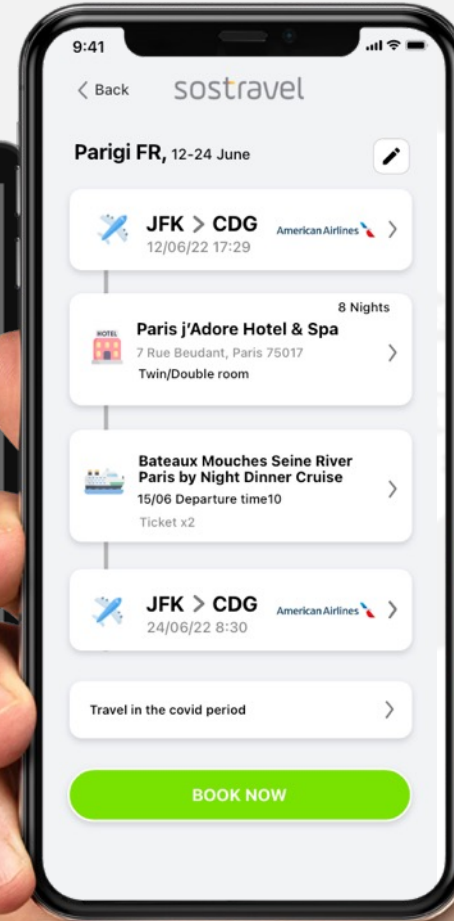 9:41
Back
sostravel
Parigi FR, 12-24 June
JFK > CDG
American Airlines
12/06/22 17:29
8 Nights
HOTEL
Paris j'Adore Hotel & Spa
7 Rue Beudant, Paris 75017
Twin/Double room
Bateaux Mouches Seine River
Paris by Night Dinner Cruise
15/06 Departure time10
Ticket x2
JFK > CDG
American Airlines
24/06/22 8:30
Travel in the covid period
BOOK NOW